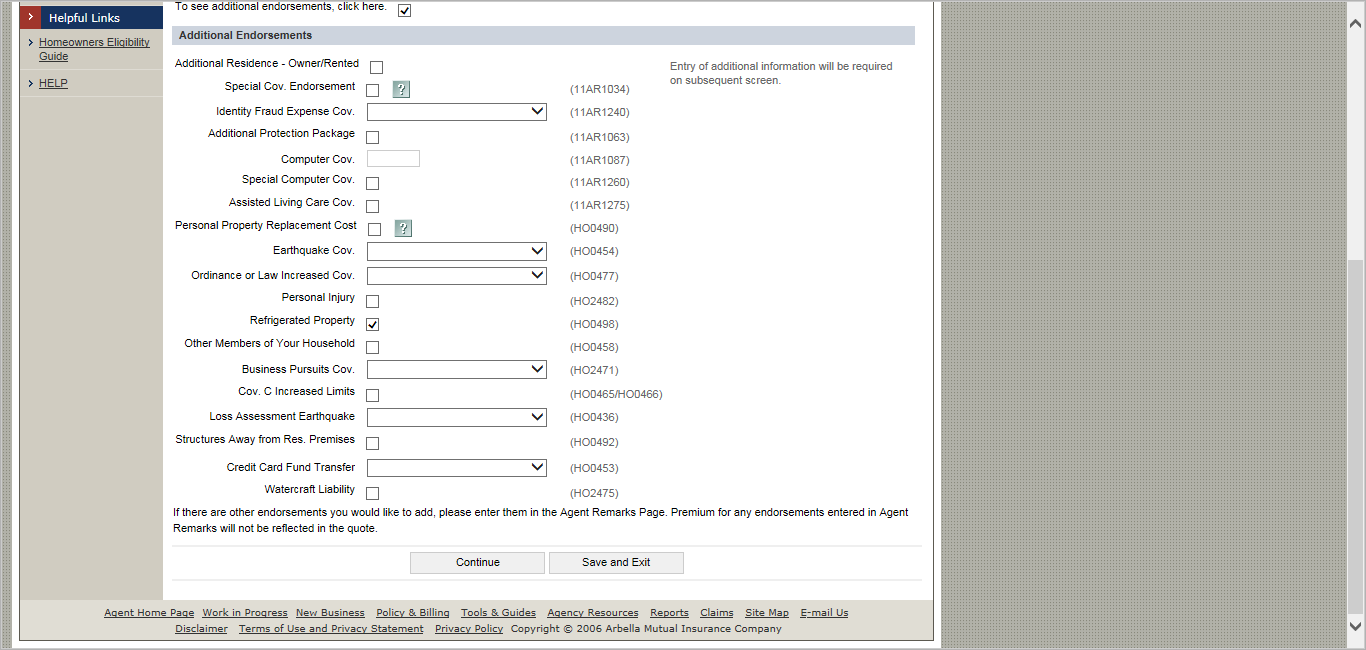 To see additional endorsements, click here.
Helpful Links
Homeowners Eligibility
Guide
HELP
Additional Endorsements
Additional Residence - Owner/Rented
Entry of additional information will be required
on subsequent screen.
Special Cov. Endorsement ? (11AR1034)
Identity Fraud Expense Cov. (11AR1240)
Additional Protection Package (11AR1063)
Computer Cov. (11AR1087)
Special Computer Cov. (11AR1260)
Assisted Living Care Cov. (11AR1275)
Personal Property Replacement Cost ? (HO0490)
Earthquake Cov. (HO0454)
Ordinance or Law Increased Cov. (HO0477)
Personal Injury (HO2482)
Refrigerated Property (HO0498)
Other Members of Your Household (HO0458)
Business Pursuits Cov. (HO2471)
Cov. C Increased Limits (HO0465/HO0466)
Loss Assessment Earthquake (HO0436)
Structures Away from Res. Premises (HO0492)
Credit Card Fund Transfer (HO0453)
Watercraft Liability (HO2475)
If there are other endorsements you would like to add, please enter them in the Agent Remarks Page. Premium for any endorsements entered in Agent
Remarks will not be reflected in the quote.
Continue Save and Exit
Agent Home Page Work in Progress New Business Policy & Billing Tools & Guides Agency Resources Reports Claims Site Map E-mail Us
Disclaimer Terms of Use and Privacy Statement Privacy Policy Copyright © 2006 Arbella Mutual Insurance Company